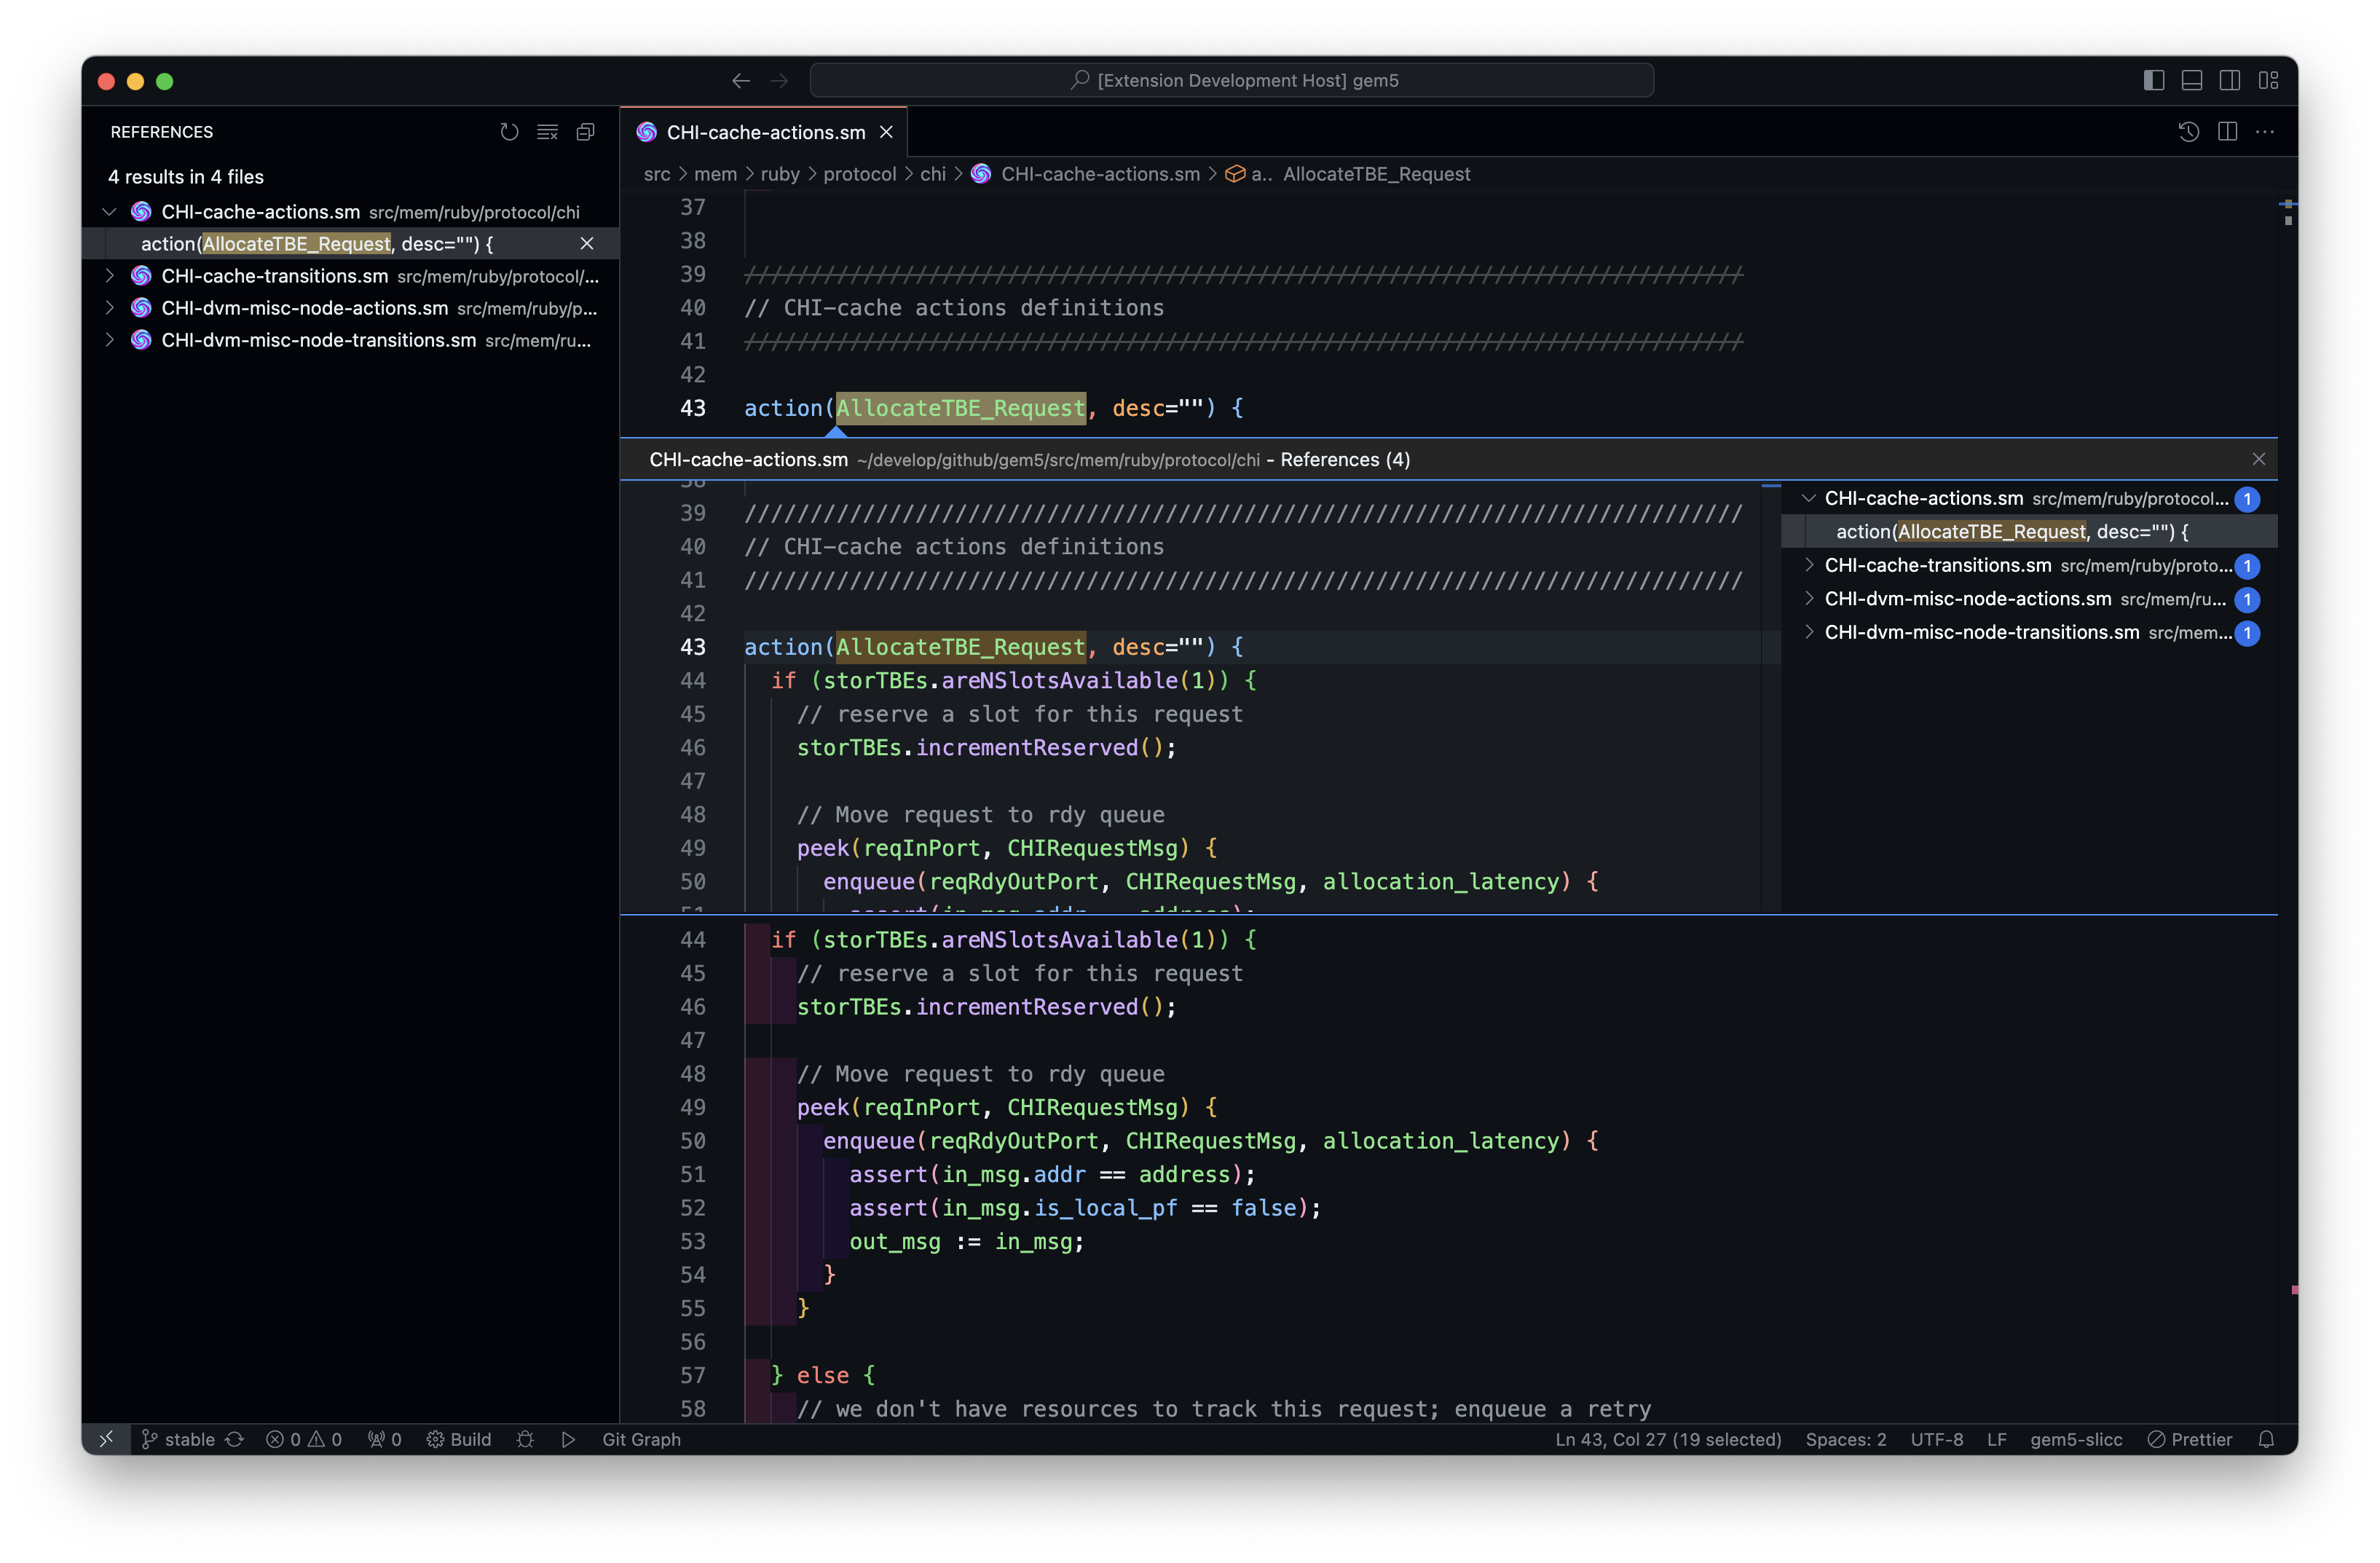 [Extension Development Host] gem5
REFERENCES
4 results in 4 files
CHI-cache-actions.sm src/mem/ruby/protocol/chi
action(AllocateTBE_Request, desc="") {
CHI-cache-transitions.sm src/mem/ruby/protocol/...
CHI-dvm-misc-node-actions.sm src/mem/ruby/p...
CHI-dvm-misc-node-transitions.sm src/mem/ru...
CHI-cache-actions.sm
src > mem > ruby > protocol > chi > CHI-cache-actions.sm > a.. AllocateTBE_Request
37
38
39 ////////////////////////////////////////////////////////////////////////////
40 // CHI-cache actions definitions
41 ////////////////////////////////////////////////////////////////////////////
42
43 action(AllocateTBE_Request, desc="") {
CHI-cache-actions.sm ~/develop/github/gem5/src/mem/ruby/protocol/chi - References (4)
38
39 ////////////////////////////////////////////////////////////////////////////
40 // CHI-cache actions definitions
41 ////////////////////////////////////////////////////////////////////////////
42
43 action(AllocateTBE_Request, desc="") {
44 if (storTBEs.areNSlotsAvailable(1)) {
45 // reserve a slot for this request
46 storTBEs.incrementReserved();
47
48 // Move request to rdy queue
49 peek(reqInPort, CHIRequestMsg) {
50 enqueue(reqRdyOutPort, CHIRequestMsg, allocation_latency) {
51 assert(in_msg.addr == address);
CHI-cache-actions.sm src/mem/ruby/protocol... 1
action(AllocateTBE_Request, desc="") {
CHI-cache-transitions.sm src/mem/ruby/proto... 1
CHI-dvm-misc-node-actions.sm src/mem/ru... 1
CHI-dvm-misc-node-transitions.sm src/mem... 1
44 if (storTBEs.areNSlotsAvailable(1)) {
45 // reserve a slot for this request
46 storTBEs.incrementReserved();
47
48 // Move request to rdy queue
49 peek(reqInPort, CHIRequestMsg) {
50 enqueue(reqRdyOutPort, CHIRequestMsg, allocation_latency) {
51 assert(in_msg.addr == address);
52 assert(in_msg.is_local_pf == false);
53 out_msg := in_msg;
54 }
55 }
56
57 } else {
58 // we don't have resources to track this request; enqueue a retry
stable 0 0 0 Build Git Graph Ln 43, Col 27 (19 selected) Spaces: 2 UTF-8 LF gem5-slicc Prettier